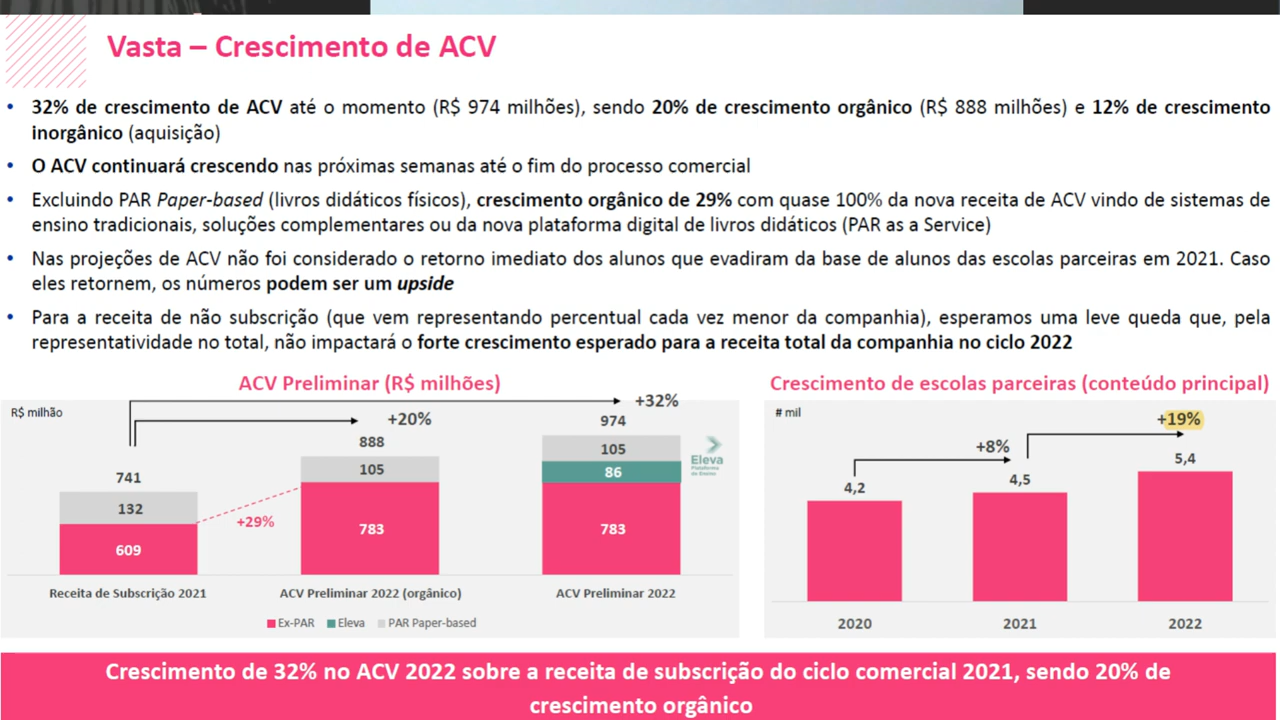 Vasta – Crescimento de ACV
• 32% de crescimento de ACV até o momento (R$ 974 milhões), sendo 20% de crescimento orgânico (R$ 888 milhões) e 12% de crescimento
inorgânico (aquisição)
• O ACV continuará crescendo nas próximas semanas até o fim do processo comercial
• Excluindo PAR Paper-based (livros didáticos físicos), crescimento orgânico de 29% com quase 100% da nova receita de ACV vindo de sistemas de
ensino tradicionais, soluções complementares ou da nova plataforma digital de livros didáticos (PAR as a Service)
• Nas projeções de ACV não foi considerado o retorno imediato dos alunos que evadiram da base de alunos das escolas parceiras em 2021. Caso
eles retornem, os números podem ser um upside
• Para a receita de não subscrição (que vem representando percentual cada vez menor da companhia), esperamos uma leve queda que, pela
representatividade no total, não impactará o forte crescimento esperado para a receita total da companhia no ciclo 2022
ACV Preliminar (R$ milhões)
R$ milhão
+32%
+20%
974
888
741
105
105
132
86
+29%
609
783
783
Eleva
Plataforma
de Ensino
Receita de Subscrição 2021
ACV Preliminar 2022 (orgânico)
ACV Preliminar 2022
Ex-PAR
Eleva
PAR Paper-based
Crescimento de escolas parceiras (conteúdo principal)
# mil
+19%
+8%
4,2
4,5
5,4
2020
2021
2022
Crescimento de 32% no ACV 2022 sobre a receita de subscrição do ciclo comercial 2021, sendo 20% de
crescimento orgânico